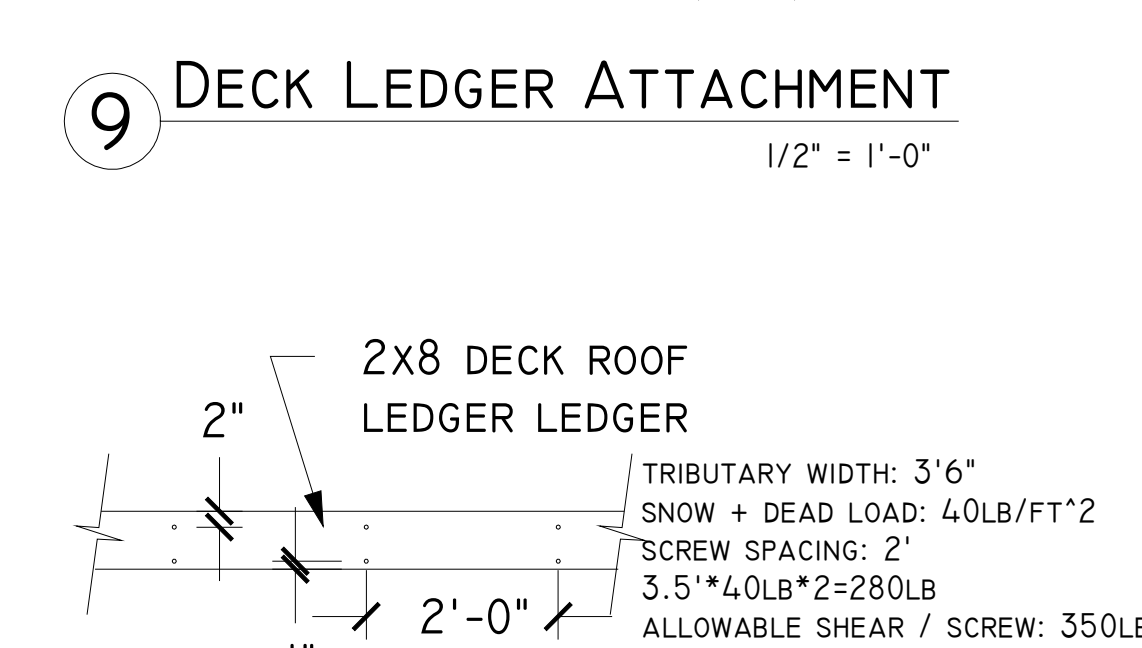 9
DECK LEDGER ATTACHMENT
1/2" = 1'-0"
2X8 DECK ROOF
LEDGER LEDGER
2"
TRIBUTARY WIDTH: 3'6"
SNOW + DEAD LOAD: 40LB/FT^2
SCREW SPACING: 2'
3.5'*40LB*2=280LB
2'-0"
ALLOWABLE SHEAR / SCREW: 350LB